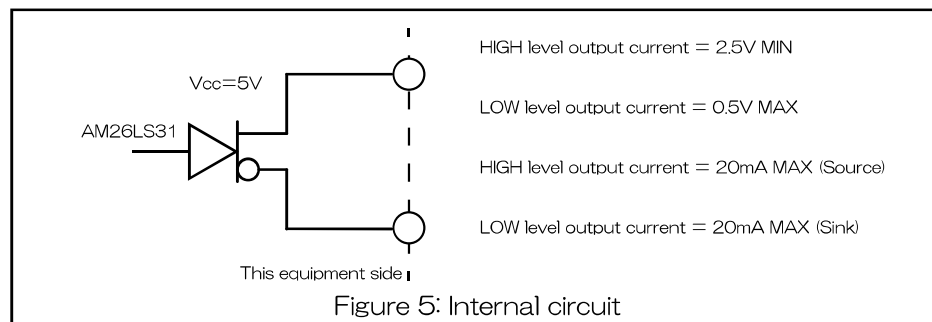 HIGH level output current = 2.5V MIN
Vcc=5V
LOW level output current = 0.5V MAX
AM26LS31
HIGH level output current = 20mA MAX (Source)
LOW level output current = 20mA MAX (Sink)
This equipment side
Figure 5: Internal circuit